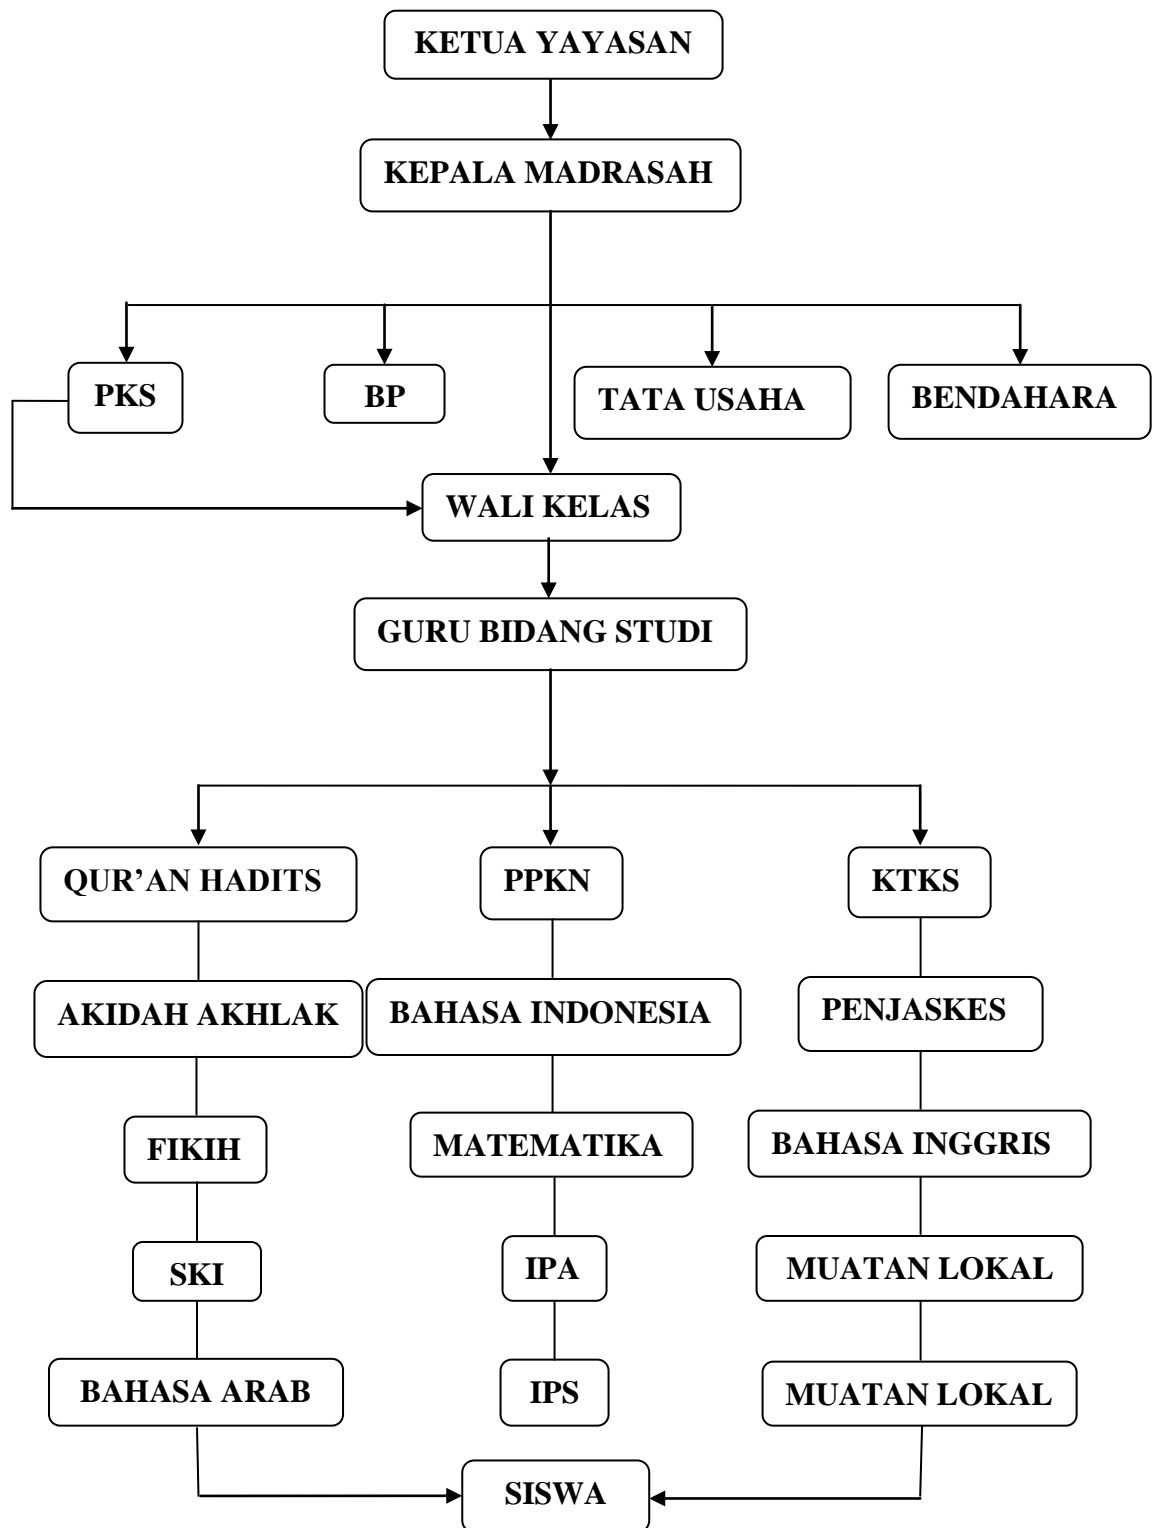 KETUA YAYASAN
KEPALA MADRASAH
PKS
BP
TATA USAHA
BENDAHARA
WALI KELAS
GURU BIDANG STUDI
QUR’AN HADITS
PPKN
KTKS
AKIDAH AKHLAK
BAHASA INDONESIA
PENJASKES
FIKIH
MATEMATIKA
BAHASA INGGRIS
SKI
IPA
MUATAN LOKAL
BAHASA ARAB
IPS
MUATAN LOKAL
SISWA